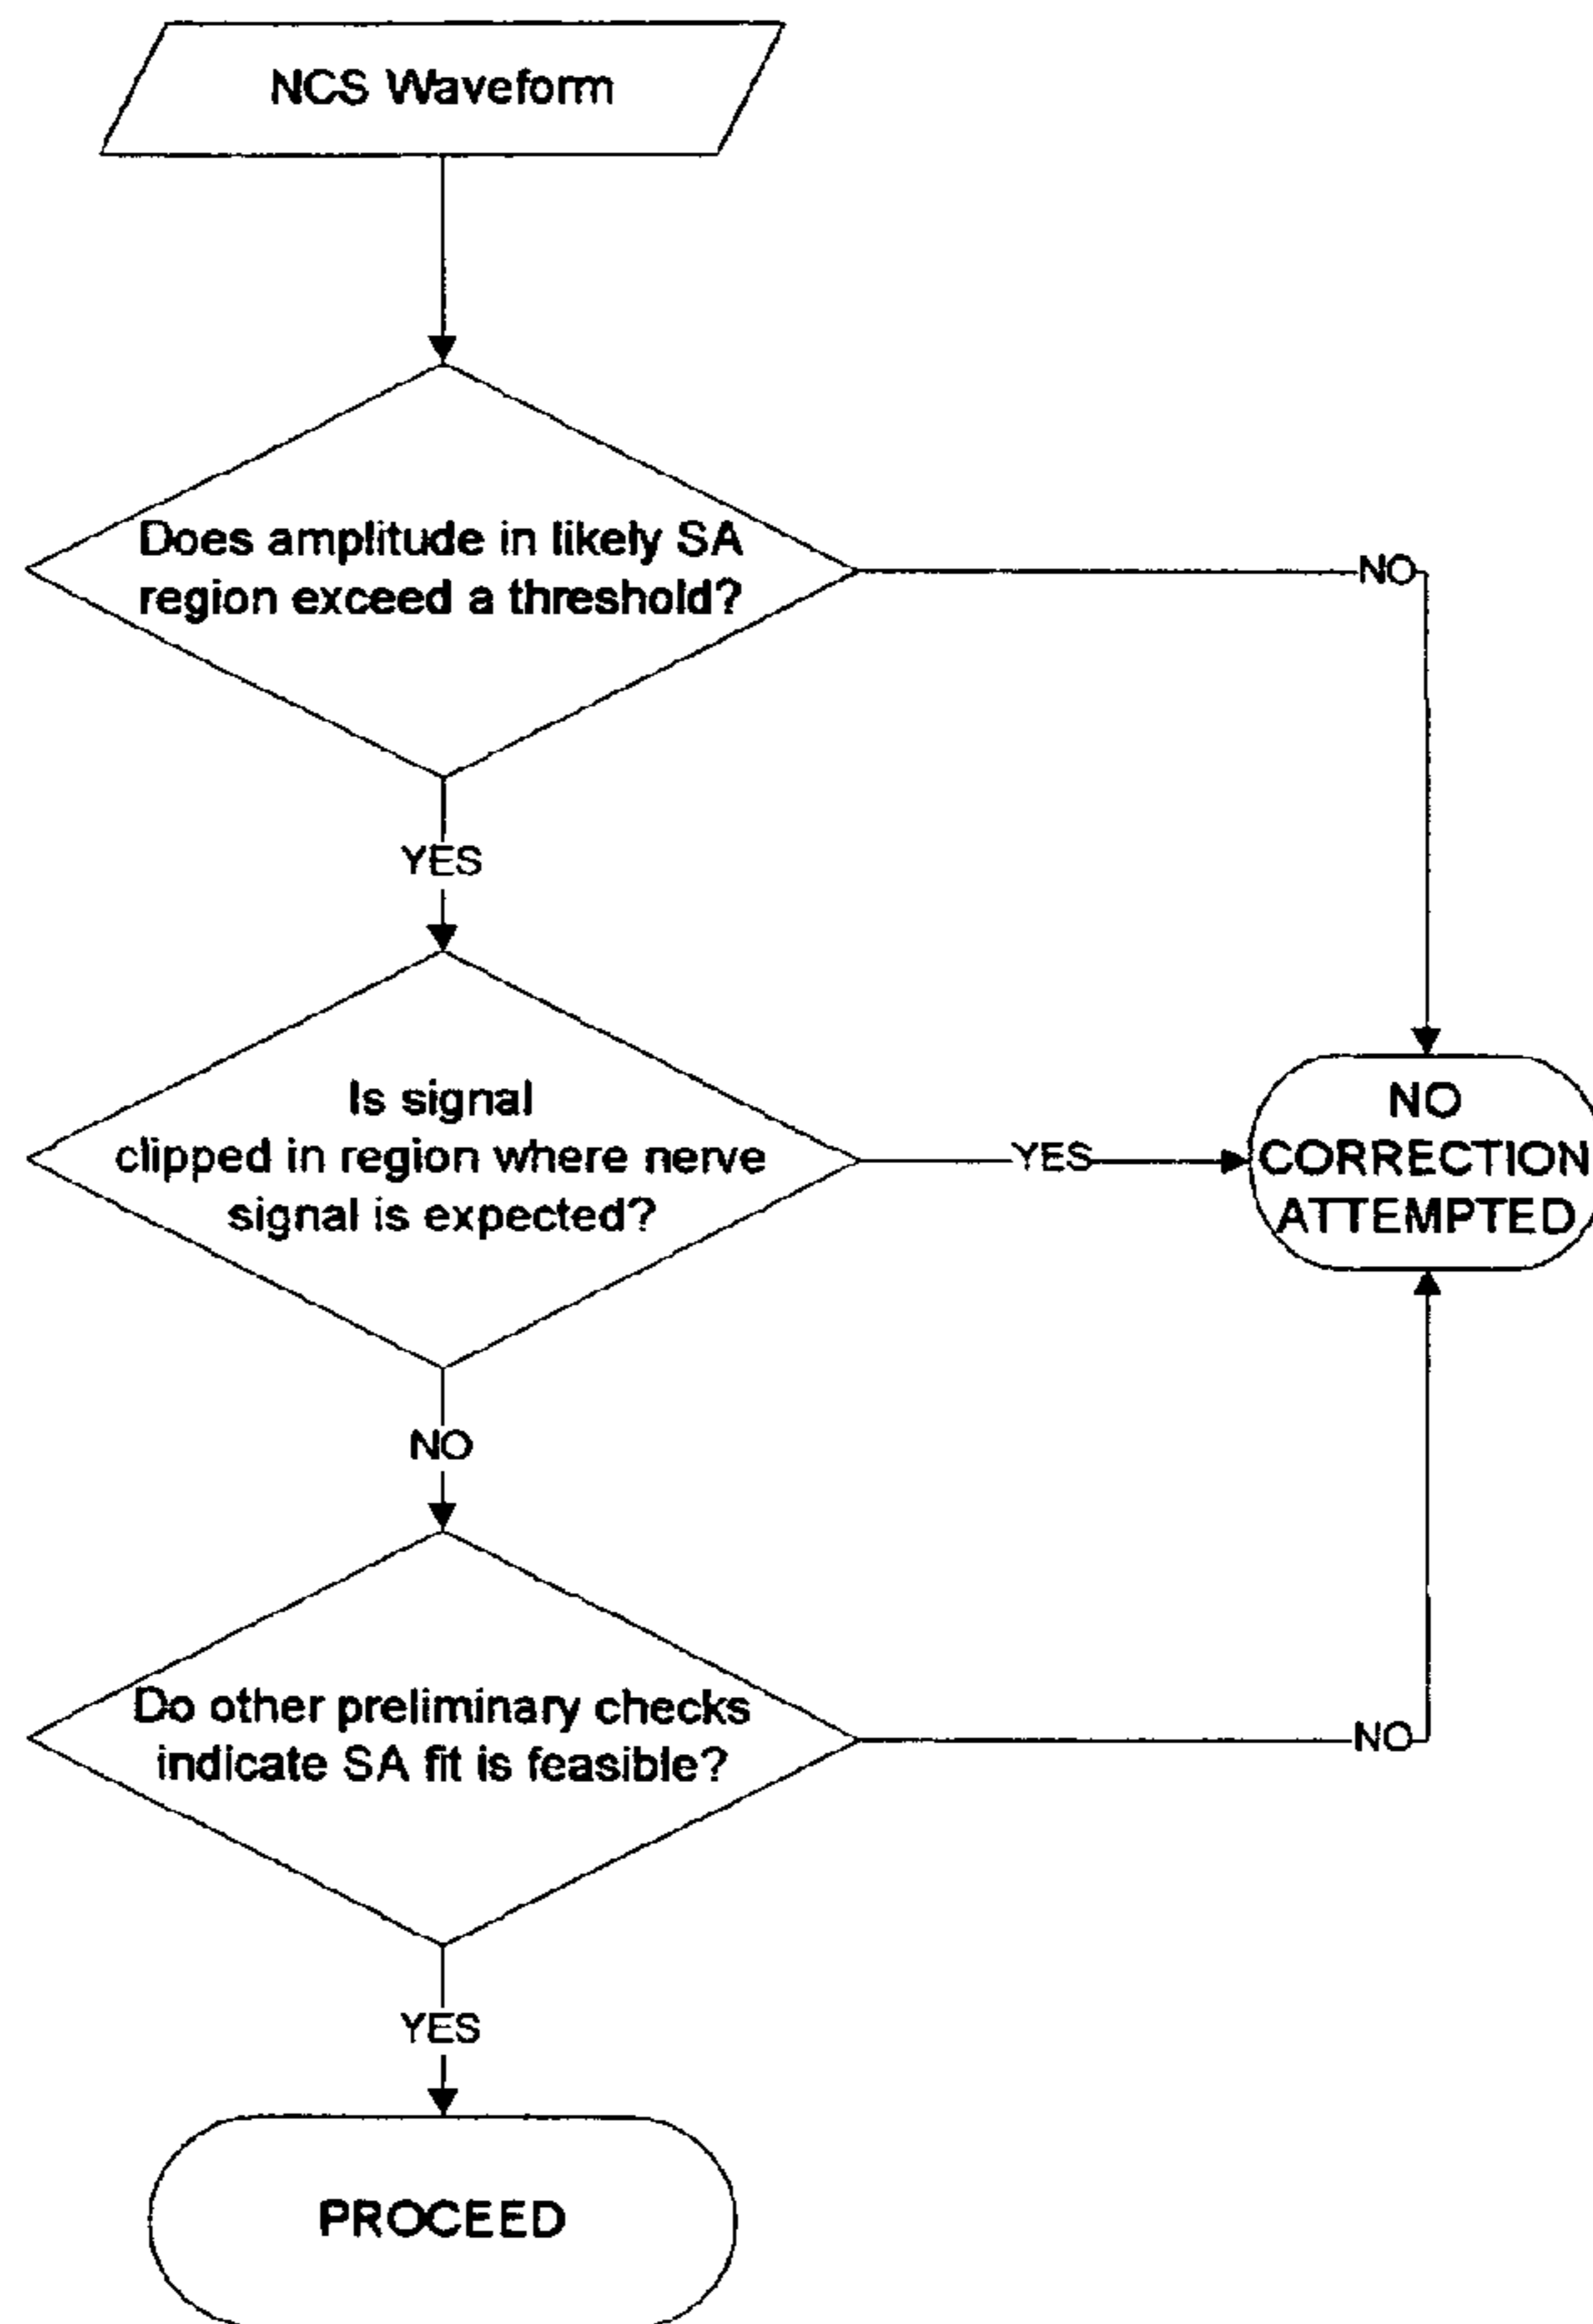 NCS Waveform
Does amplitude in likely SA
region exceed a threshold?
NO
YES
Is signal
clipped in region where nerve
signal is expected?
YES
NO
CORRECTION
ATTEMPTED
NO
Do other preliminary checks
indicate SA fit is feasible?
NO
YES
PROCEED